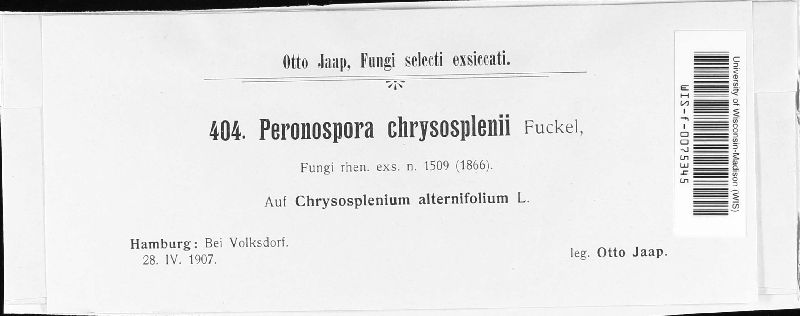 Otto Jaap, Fungi selecti exsiccati.
404. Peronospora chrysosplenii Fuckel,
Fungi rhen. exs. n. 1509 (1866).
Auf Chrysosplenium alternifolium L.
Hamburg: Bei Volksdorf.
28. IV. 1907.
leg. Otto Jaap.
University of Wisconsin-Madison (WIS)
WIS-f-0075345